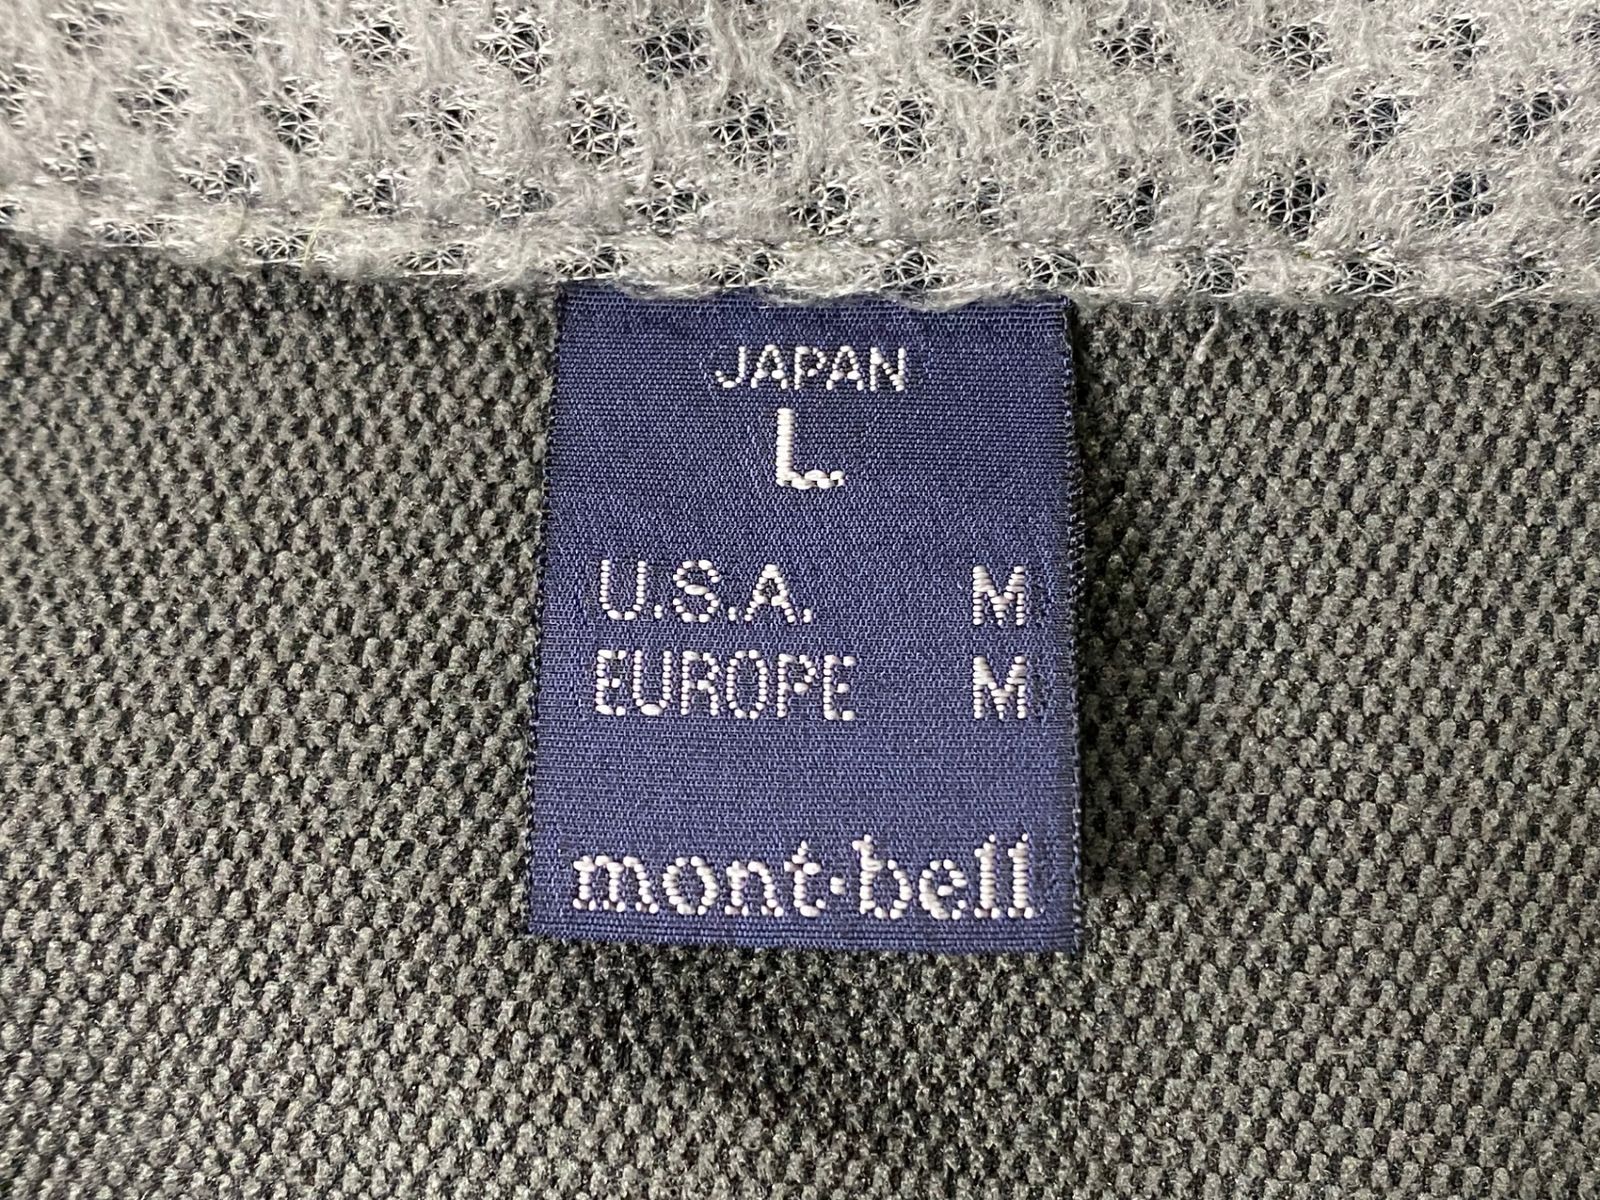 JAPAN
L
U.S.A. M
EUROPE M
mont·bell